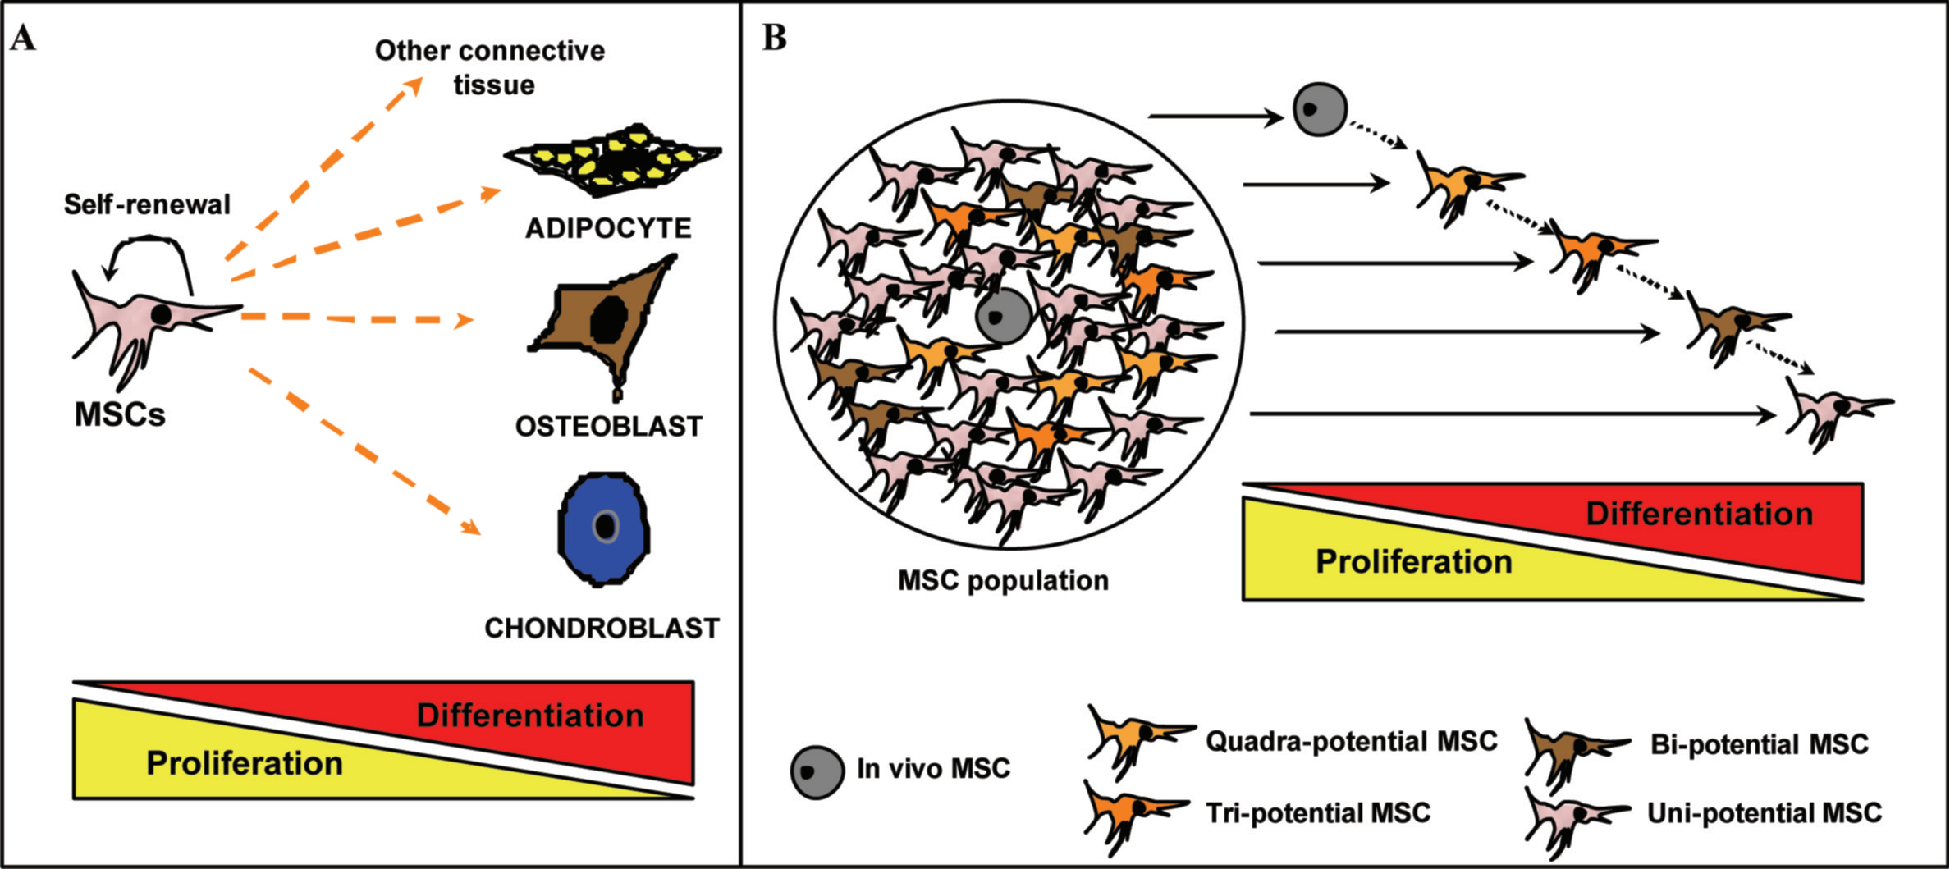 A
Other connective
tissue
Self-renewal
ADIPOCYTE
MSCs
OSTEOBLAST
CHONDROBLAST
Differentiation
Proliferation
B
MSC population
Differentiation
Proliferation
In vivo MSC
Quadra-potential MSC
Tri-potential MSC
Bi-potential MSC
Uni-potential MSC